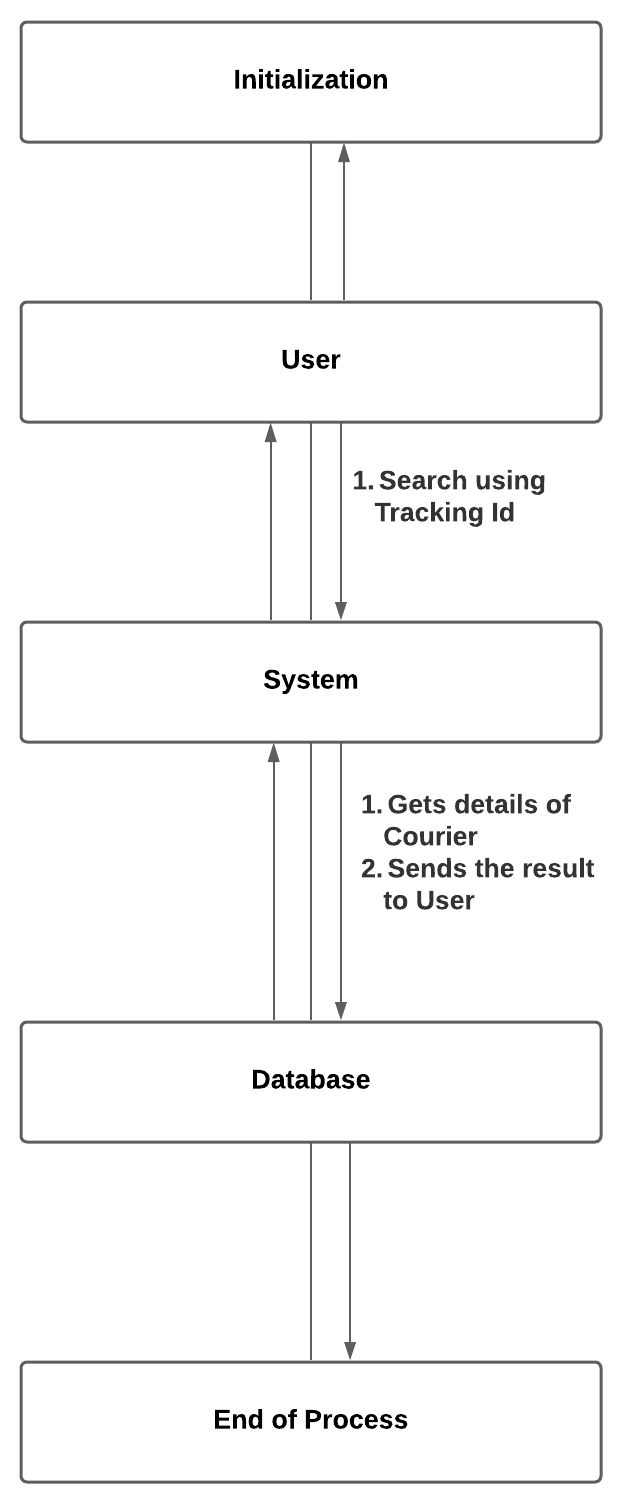 Initialization
User
1. Search using
Tracking Id
System
1. Gets details of
Courier
2. Sends the result
to User
Database
End of Process